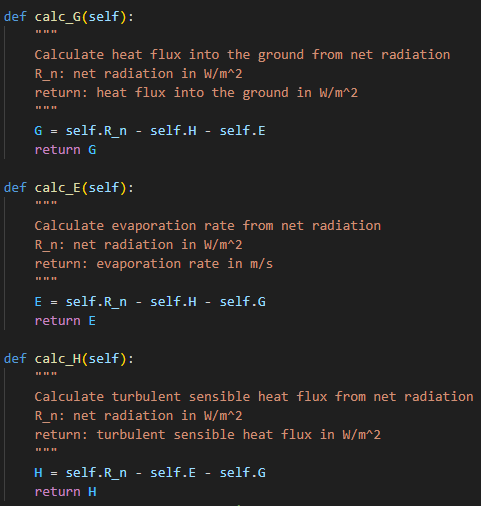 def calc_G(self):
    """
    Calculate heat flux into the ground from net radiation
    R_n: net radiation in W/m^2
    return: heat flux into the ground in W/m^2
    """
    G = self.R_n - self.H - self.E
    return G

def calc_E(self):
    """
    Calculate evaporation rate from net radiation
    R_n: net radiation in W/m^2
    return: evaporation rate in m/s
    """
    E = self.R_n - self.H - self.G
    return E

def calc_H(self):
    """
    Calculate turbulent sensible heat flux from net radiation
    R_n: net radiation in W/m^2
    return: turbulent sensible heat flux in W/m^2
    """
    H = self.R_n - self.E - self.G
    return H